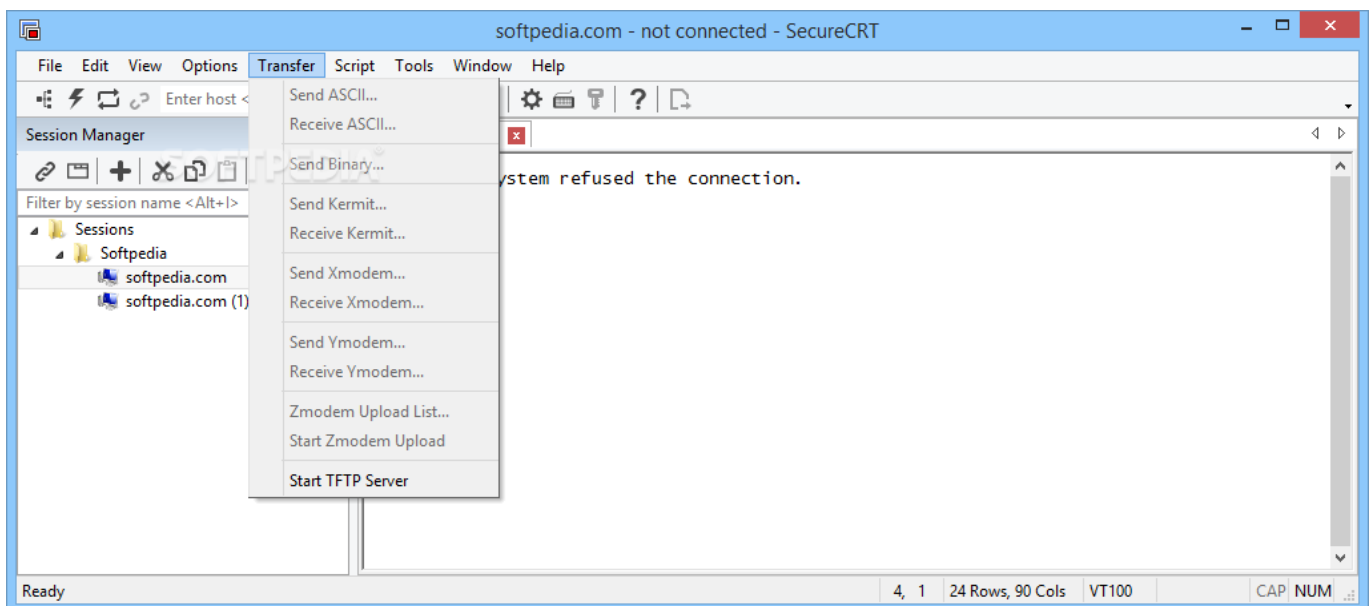 softpedia.com - not connected - SecureCRT
File Edit View Options Transfer Script Tools Window Help
Enter host <
Session Manager
Filter by session name <Alt+I>
Sessions
Softpedia
softpedia.com
softpedia.com (1)
Send ASCII...
Receive ASCII...
Send Binary...
Send Kermit...
Receive Kermit...
Send Xmodem...
Receive Xmodem...
Send Ymodem...
Receive Ymodem...
Zmodem Upload List...
Start Zmodem Upload
Start TFTP Server
SOFTPEDIA®
ystem refused the connection.
Ready
4, 1 24 Rows, 90 Cols VT100 CAP NUM